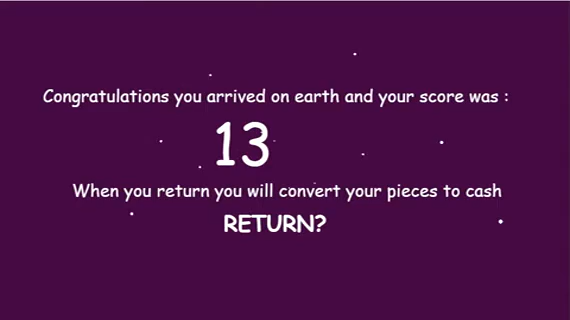 Congratulations you arrived on earth and your score was :
13
When you return you will convert your pieces to cash
RETURN?